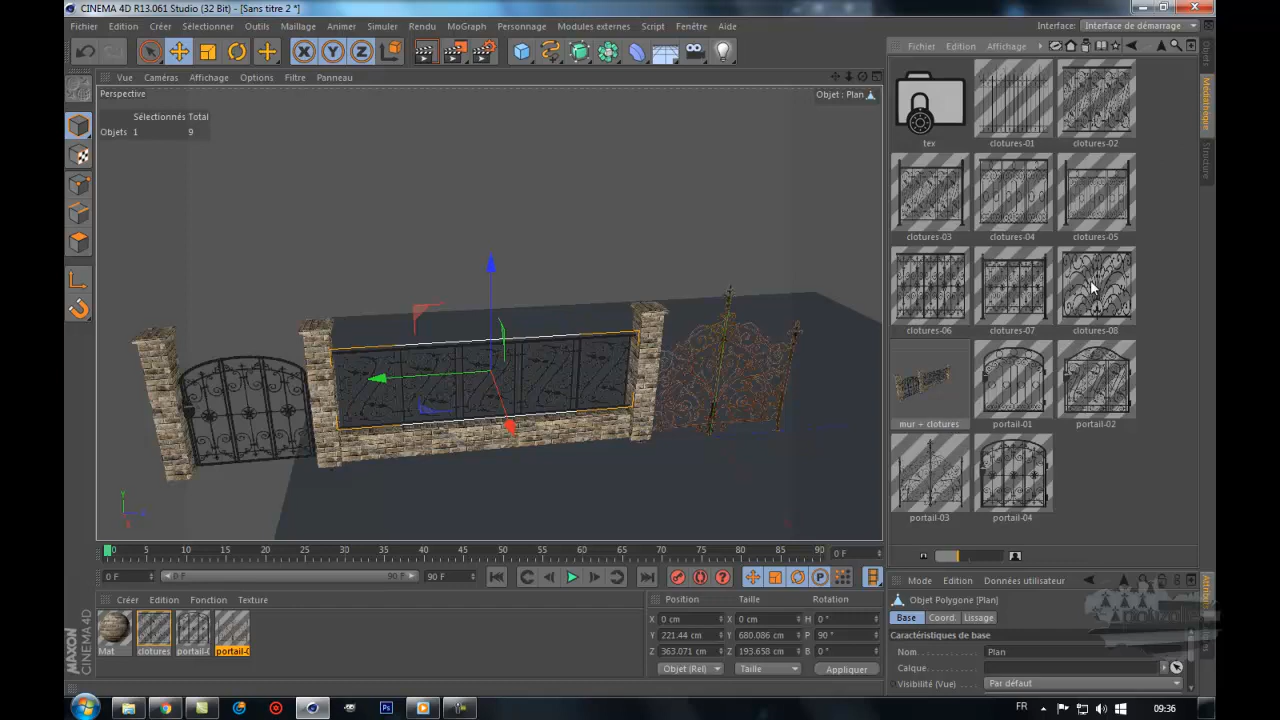 CINEMA 4D R13.061 Studio (32 Bit) - [Sans titre 2 *]
Fichier Edition Créer Sélectionner Outils Maillage Animer Simuler Rendu MoGraph Personnage Modules externes Script Fenêtre Aide Interface: Interface de démarrage
X Y Z
Fichier Edition Affichage
Vue Caméras Affichage Options Filtre Panneau
Perspective
Objet : Plan
Sélectionnés Total
Objets 1 9
tex clotures-01 clotures-02
clotures-03 clotures-04 clotures-05
clotures-06 clotures-07 clotures-08
mur + clotures portail-01 portail-02
portail-03 portail-04
Objets
Médiathèque
Structure
Y
0 5 10 15 20 25 30 35 40 45 50 55 60 65 70 75 80 85 90 0 F
0 F 0 F 90 F 90 F
P
Mode Edition Données utilisateur
Créer Edition Fonction Texture
Position Taille Rotation
Objet Polygone [Plan]
Base Coord. Lissage
X 0 cm X 0 cm H 0 °
Y 221.44 cm Y 680.086 cm P 90 °
Z 363.071 cm Z 193.658 cm B 0 °
Caractéristiques de base
Nom Plan
Calque
Visibilité (Vue) Par défaut
Mat clotures portail-( portail-(
Objet (Rel) Taille Appliquer
Attributs
MAXON
CINEMA 4D
Ps
FR 09:36